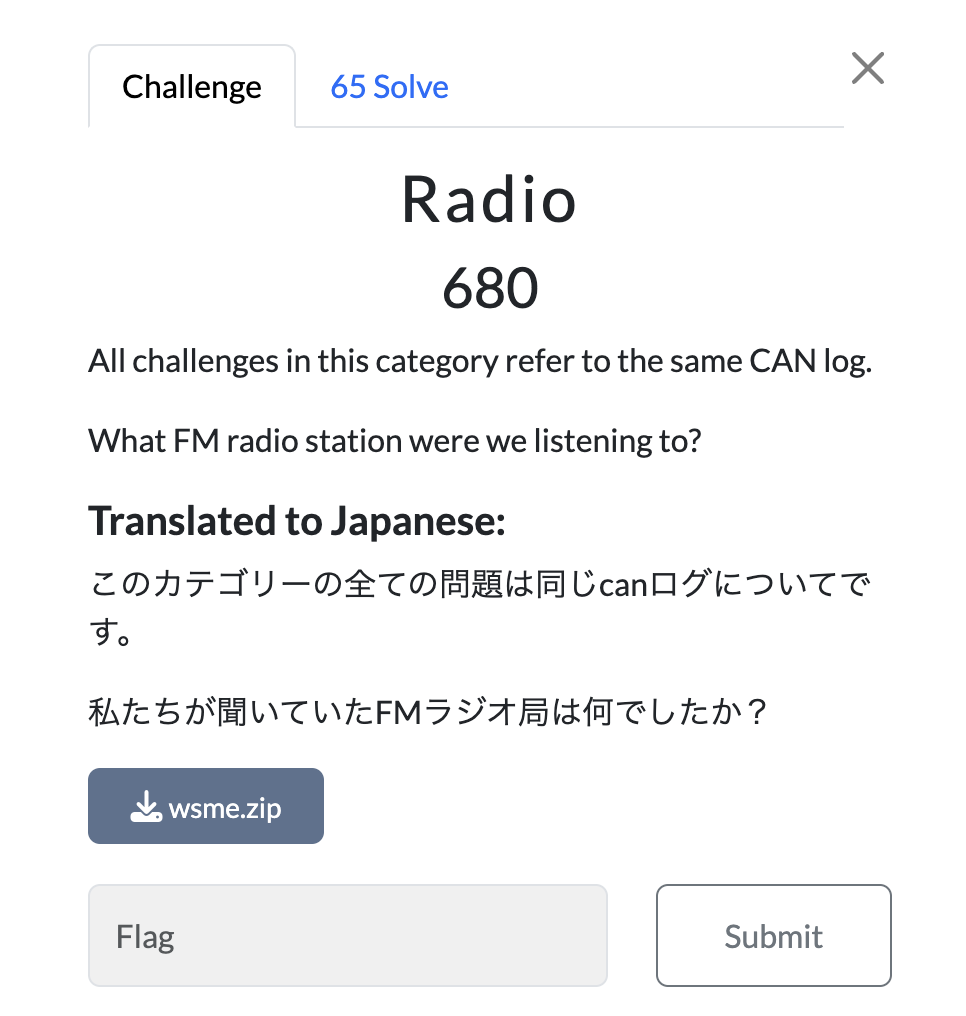 Challenge
65 Solve
Radio
680
All challenges in this category refer to the same CAN log.
What FM radio station were we listening to?
Translated to Japanese:
このカテゴリーの全ての問題は同じcanログについてで
す。
私たちが聞いていたFMラジオ局は何でしたか？
wsme.zip
Flag
Submit